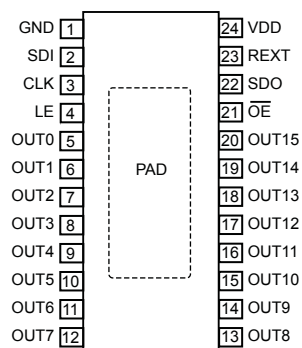 GND 1 24 VDD
SDI 2 23 REXT
CLK 3 22 SDO
LE 4 21 O̅E̅
OUT0 5 20 OUT15
OUT1 6 19 OUT14
PAD
OUT2 7 18 OUT13
OUT3 8 17 OUT12
OUT4 9 16 OUT11
OUT5 10 15 OUT10
OUT6 11 14 OUT9
OUT7 12 13 OUT8